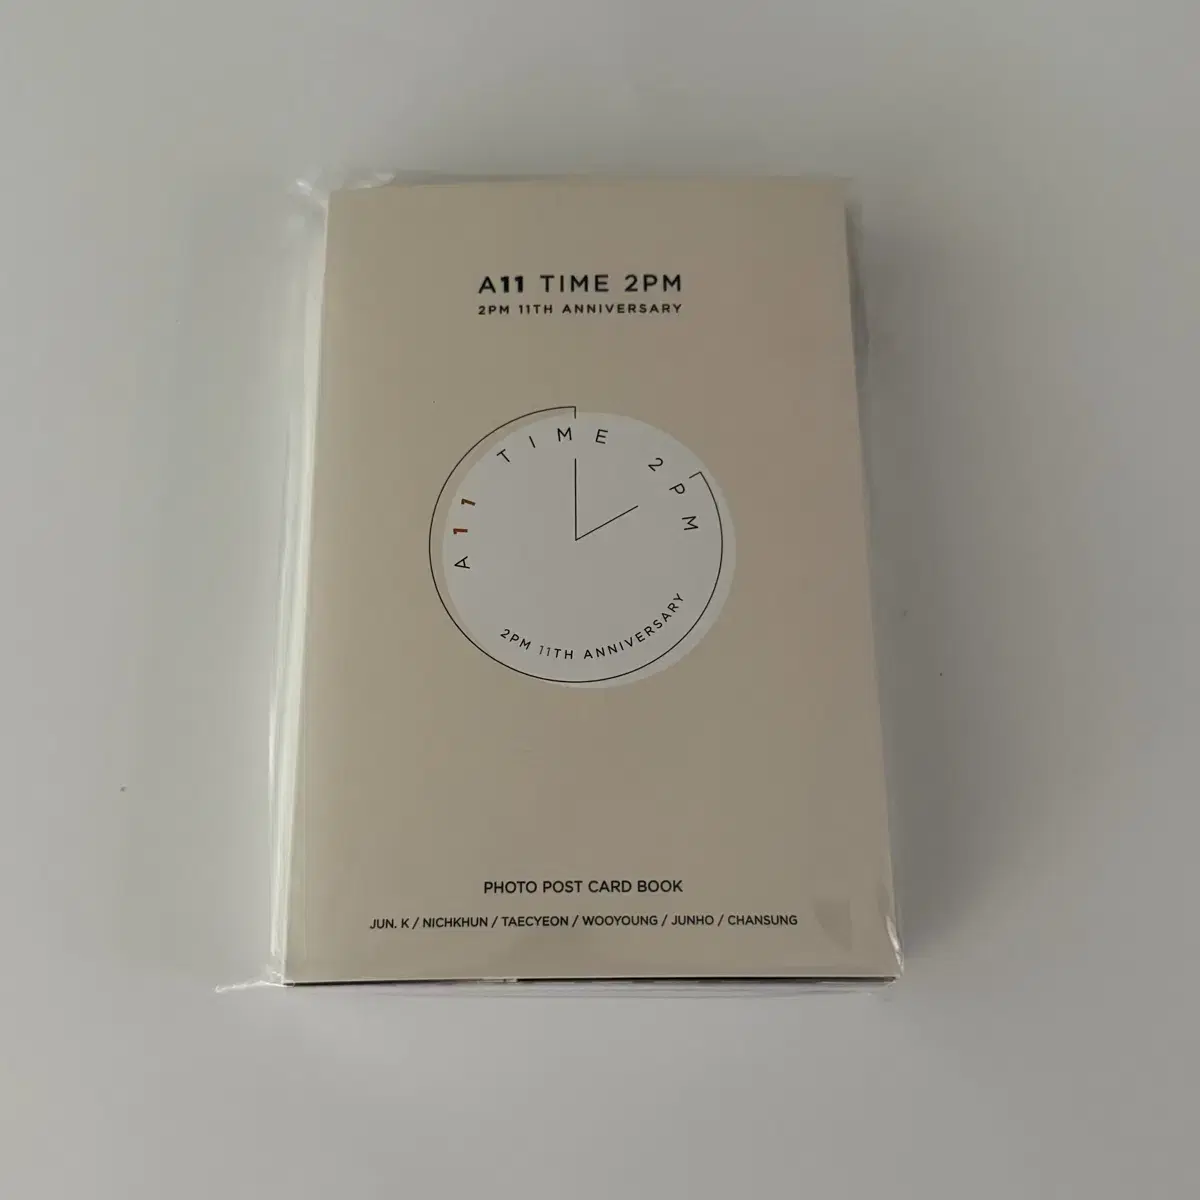 A11 TIME 2PM
2PM 11TH ANNIVERSARY
A11 TIME 2PM
2PM 11TH ANNIVERSARY
PHOTO POST CARD BOOK
JUN. K / NICHKHUN / TAECYEON / WOOYOUNG / JUNHO / CHANSUNG